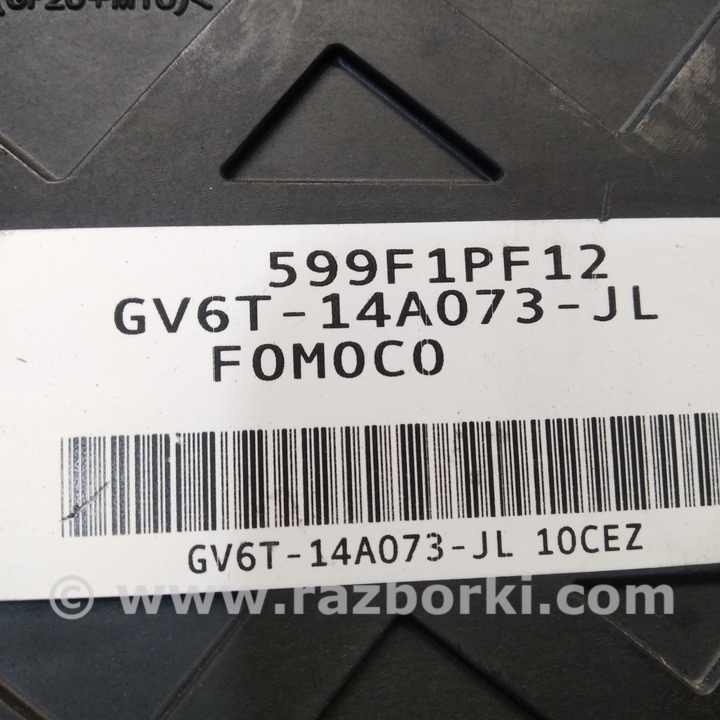 599F1PF12
GV6T-14A073-JL
FOMOCO
GV6T-14A073-JL 10CEZ
© www.razborki.com